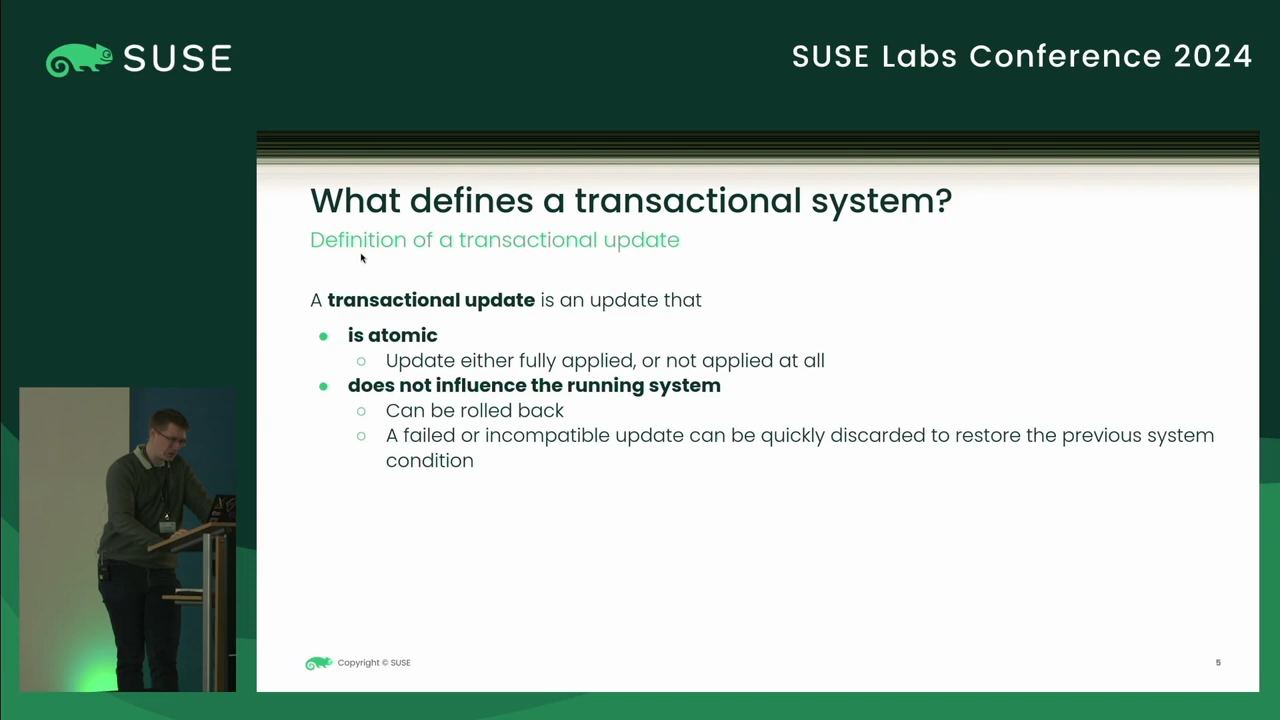 SUSE
SUSE Labs Conference 2024
What defines a transactional system?
Definition of a transactional update
A transactional update is an update that
● is atomic
○ Update either fully applied, or not applied at all
● does not influence the running system
○ Can be rolled back
○ A failed or incompatible update can be quickly discarded to restore the previous system
condition
Copyright © SUSE
5